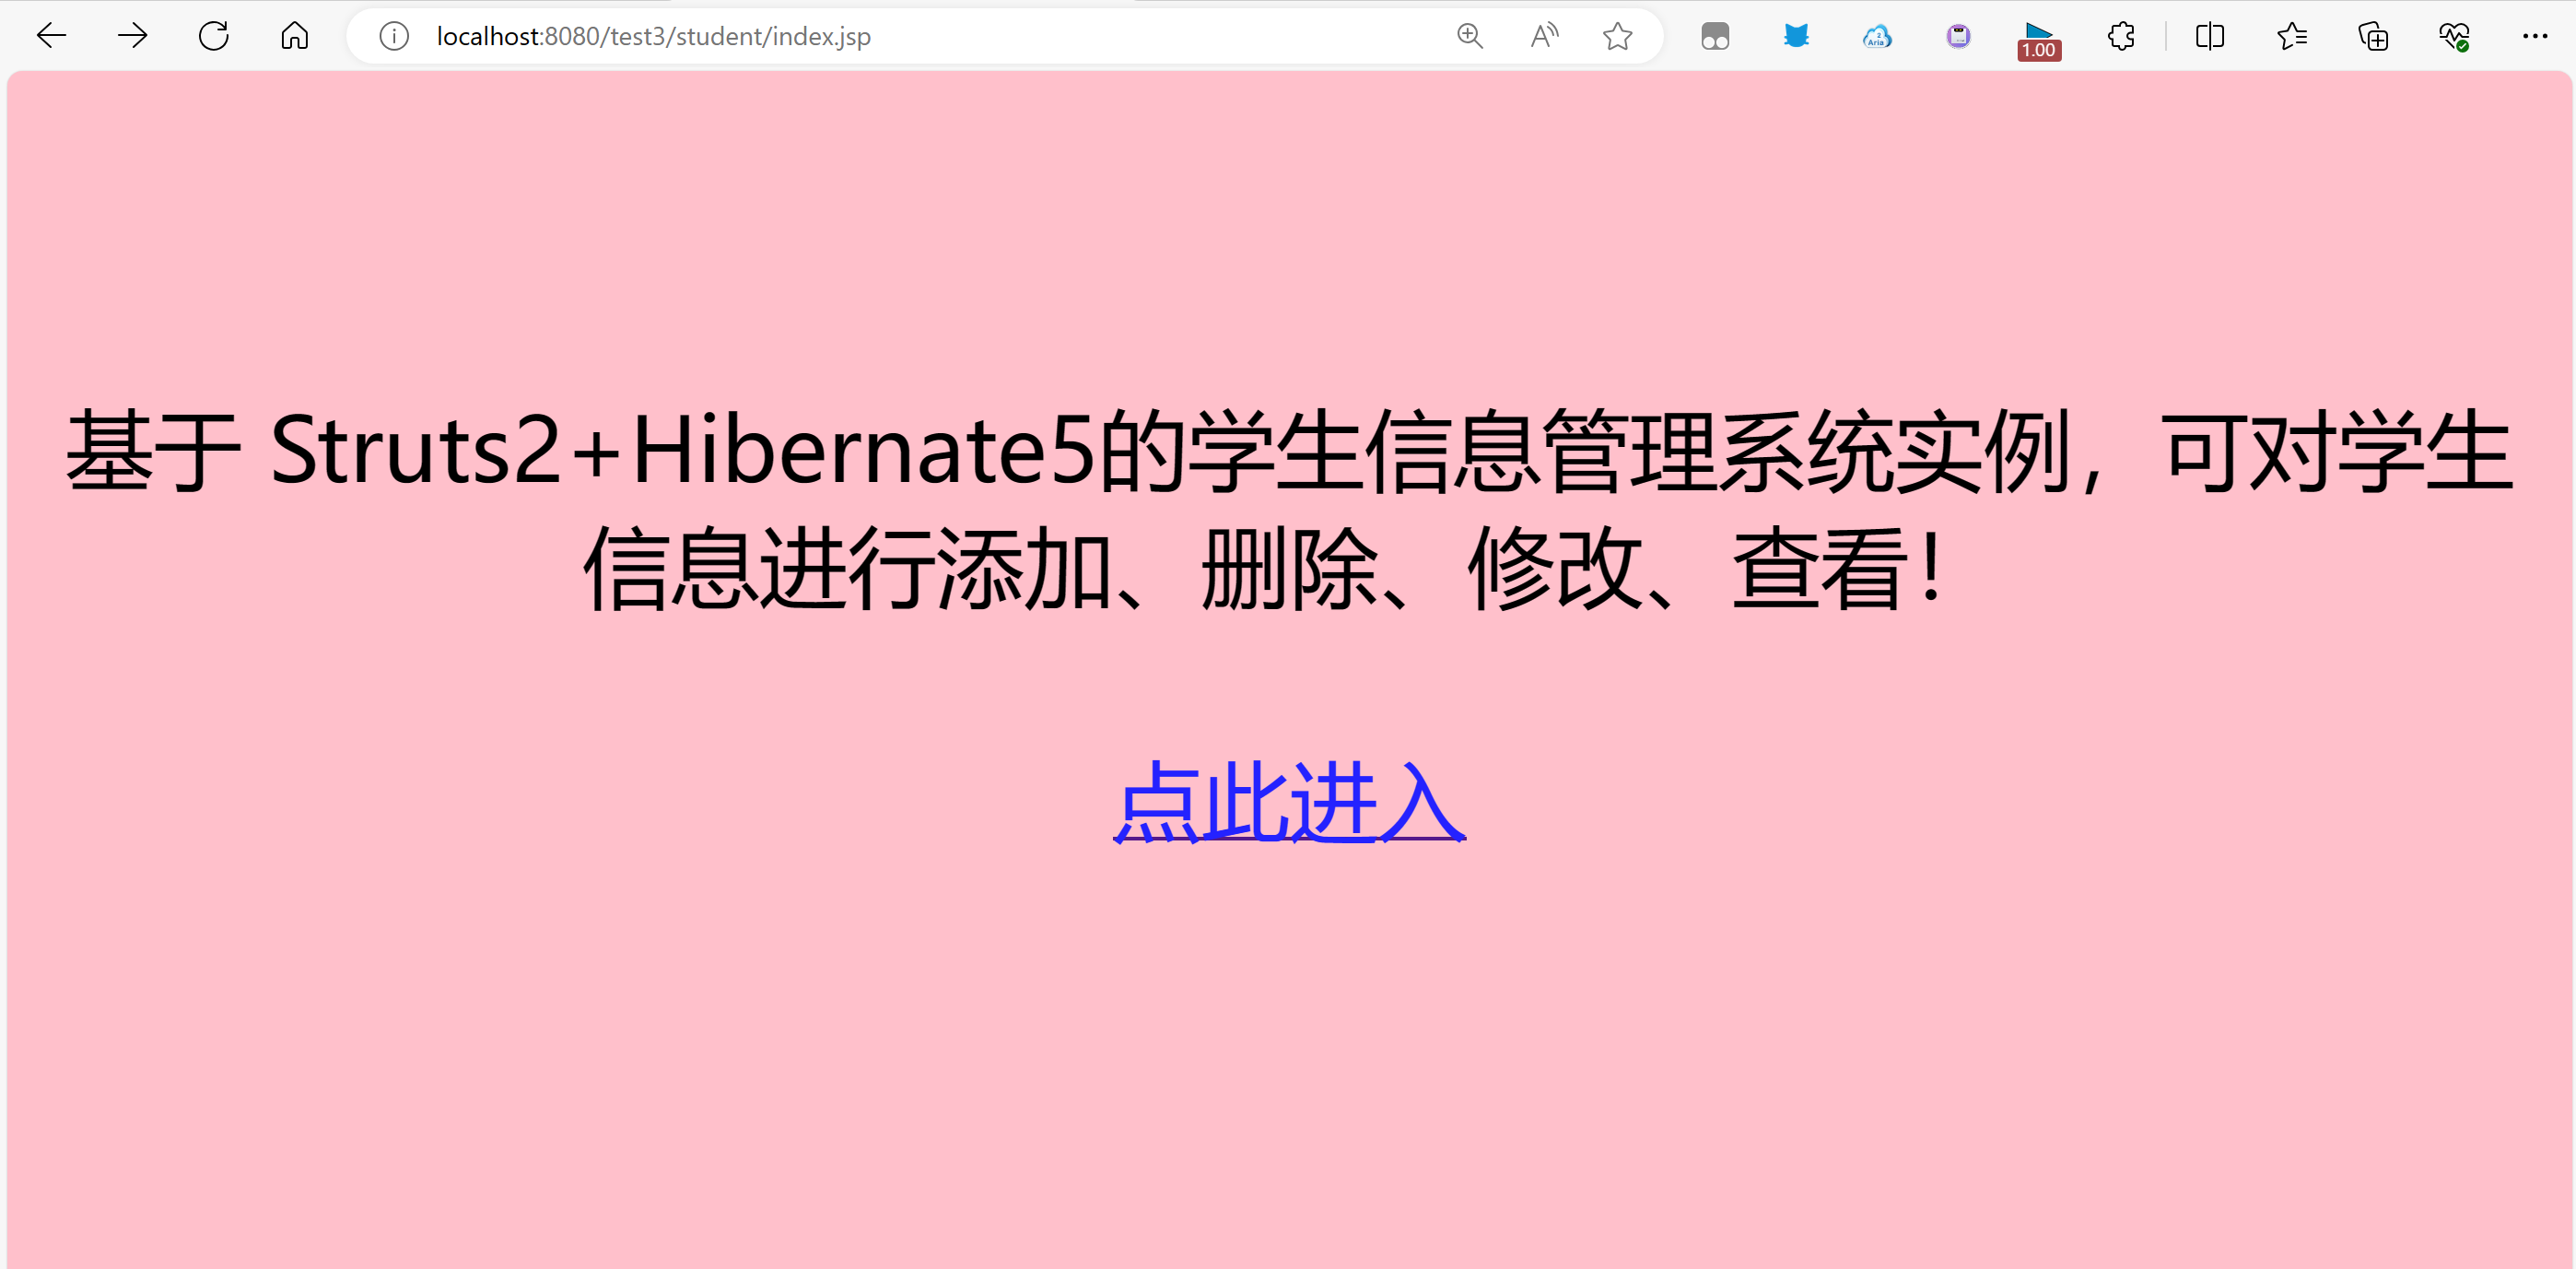 localhost:8080/test3/student/index.jsp
1.00
基于 Struts2+Hibernate5的学生信息管理系统实例，可对学生
信息进行添加、删除、修改、查看！
点此进入